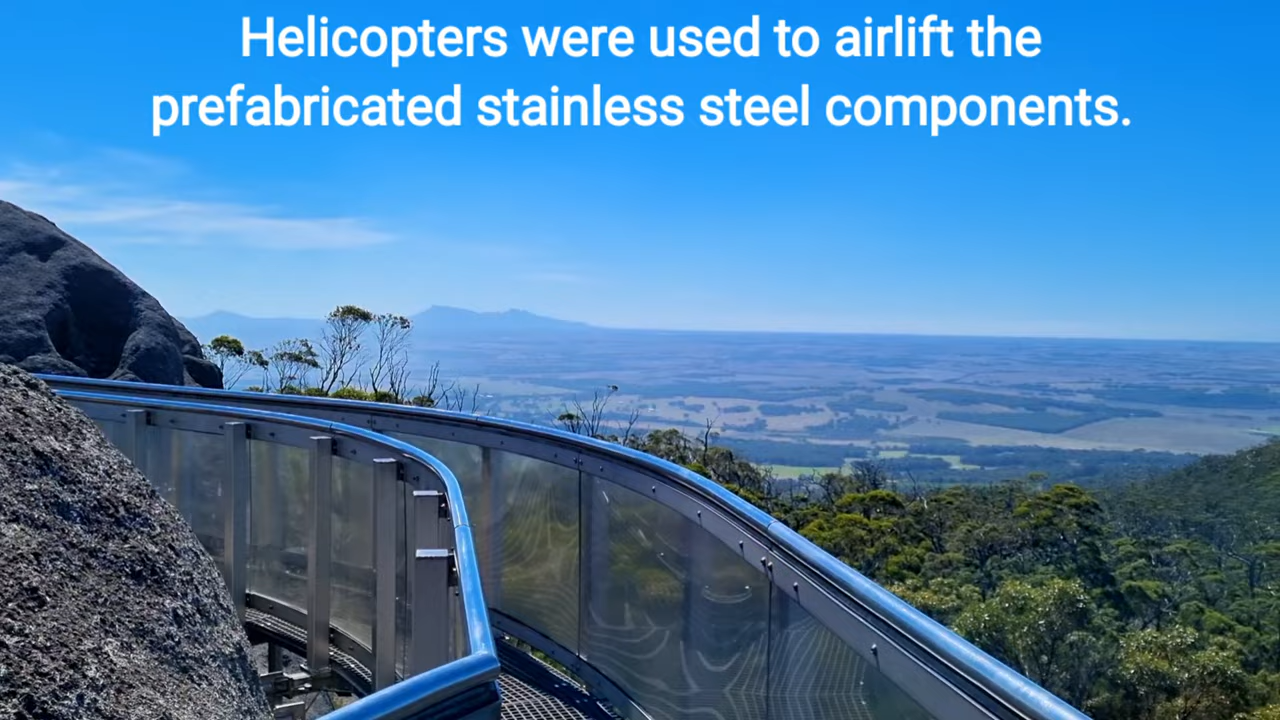 Helicopters were used to airlift the
prefabricated stainless steel components.